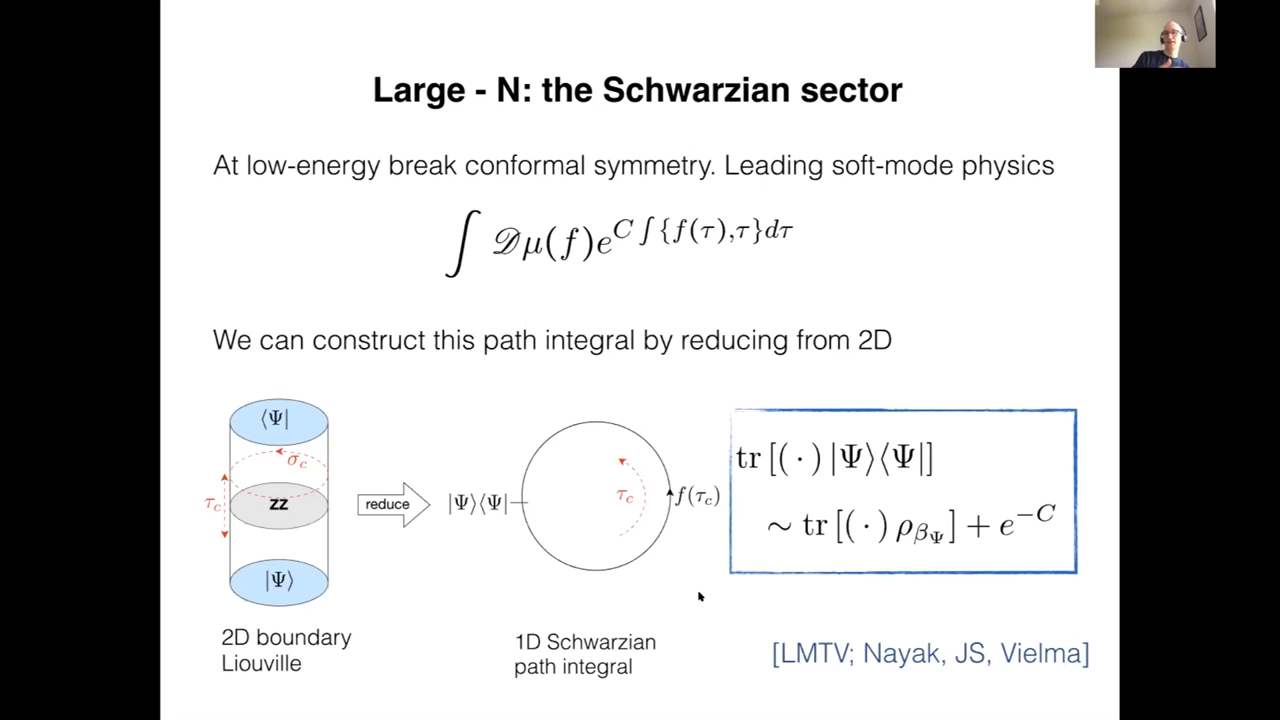 Large - N: the Schwarzian sector
At low-energy break conformal symmetry. Leading soft-mode physics
∫ 𝒟μ(f)e^{C ∫{f(τ),τ}dτ}
We can construct this path integral by reducing from 2D
⟨Ψ|
σ_c
τ_c
ZZ
|Ψ⟩
reduce
|Ψ⟩⟨Ψ|
τ_c
f(τ_c)
tr [( · ) |Ψ⟩⟨Ψ|]
∼ tr [( · ) ρ_{β_Ψ}] + e^{−C}
2D boundary
Liouville
1D Schwarzian
path integral
[LMTV; Nayak, JS, Vielma]